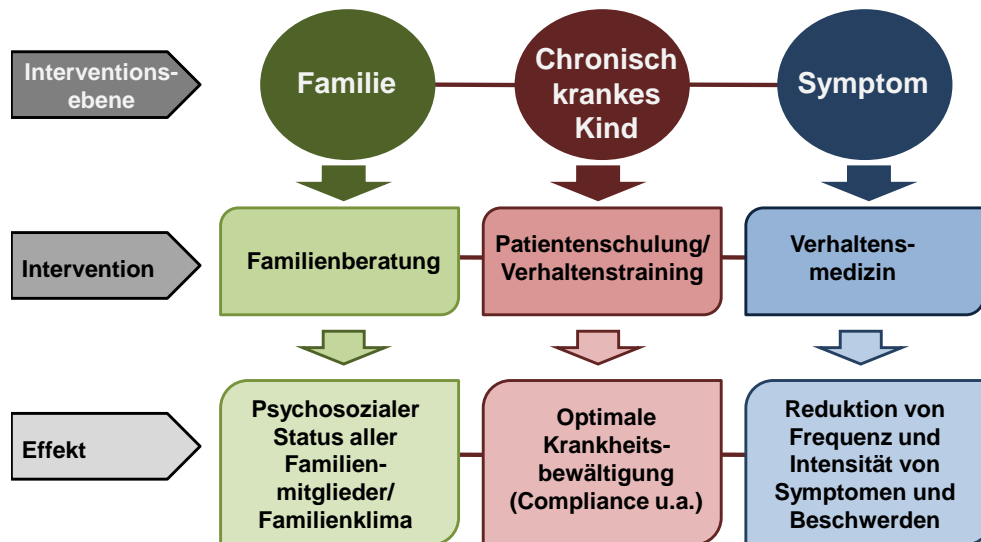 Interventions-
ebene
Familie
Chronisch
krankes
Kind
Symptom
Intervention
Familienberatung
Patientenschulung/
Verhaltenstraining
Verhaltens-
medizin
Effekt
Psychosozialer
Status aller
Familien-
mitglieder/
Familienklima
Optimale
Krankheits-
bewältigung
(Compliance u.a.)
Reduktion von
Frequenz und
Intensität von
Symptomen und
Beschwerden